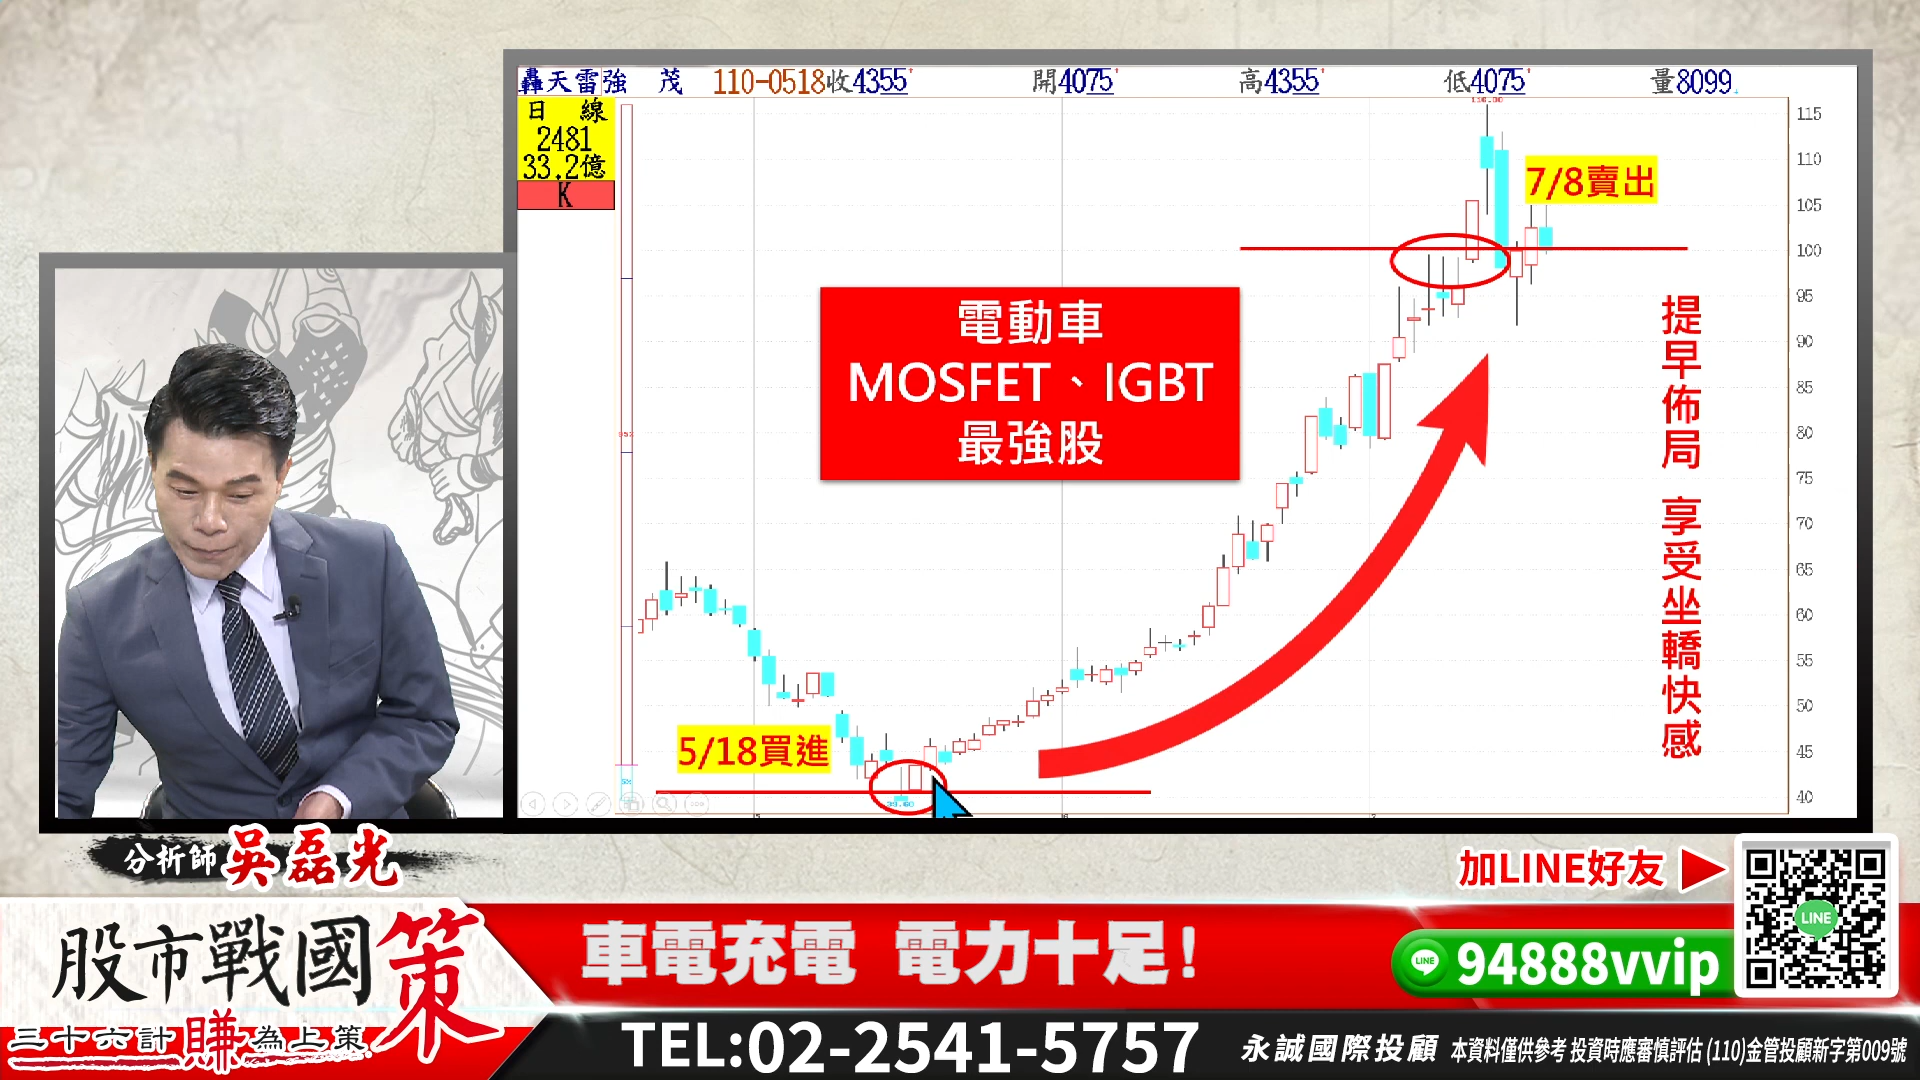 轟天雷強 茂 110-0518收4355 開4075 高4355 低4075 量8099
日 線
2481
33.2億
K
116.00
115
110
105
100
95
90
85
80
75
70
65
60
55
50
45
40
7/8賣出
電動車
MOSFET、IGBT
最強股
提早佈局 享受坐轎快感
5/18買進
39.60
分析師 吳磊光
加LINE好友
股市戰國策
三十六計 賺 為上策
車電充電 電力十足!
LINE
LINE 94888vvip
TEL:02-2541-5757
永誠國際投顧 本資料僅供參考 投資時應審慎評估 (110)金管投顧新字第009號